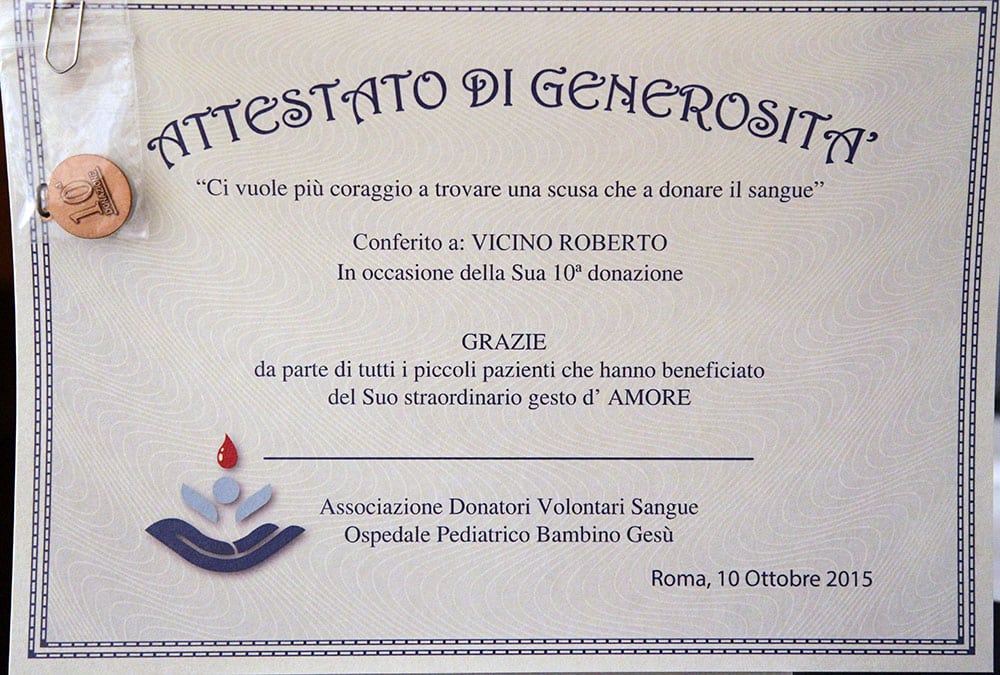 ATTESTATO DI GENEROSITA'
“Ci vuole più coraggio a trovare una scusa che a donare il sangue”
Conferito a: VICINO ROBERTO
In occasione della Sua 10ª donazione
GRAZIE
da parte di tutti i piccoli pazienti che hanno beneficiato
del Suo straordinario gesto d’ AMORE
Associazione Donatori Volontari Sangue
Ospedale Pediatrico Bambino Gesù
Roma, 10 Ottobre 2015
10